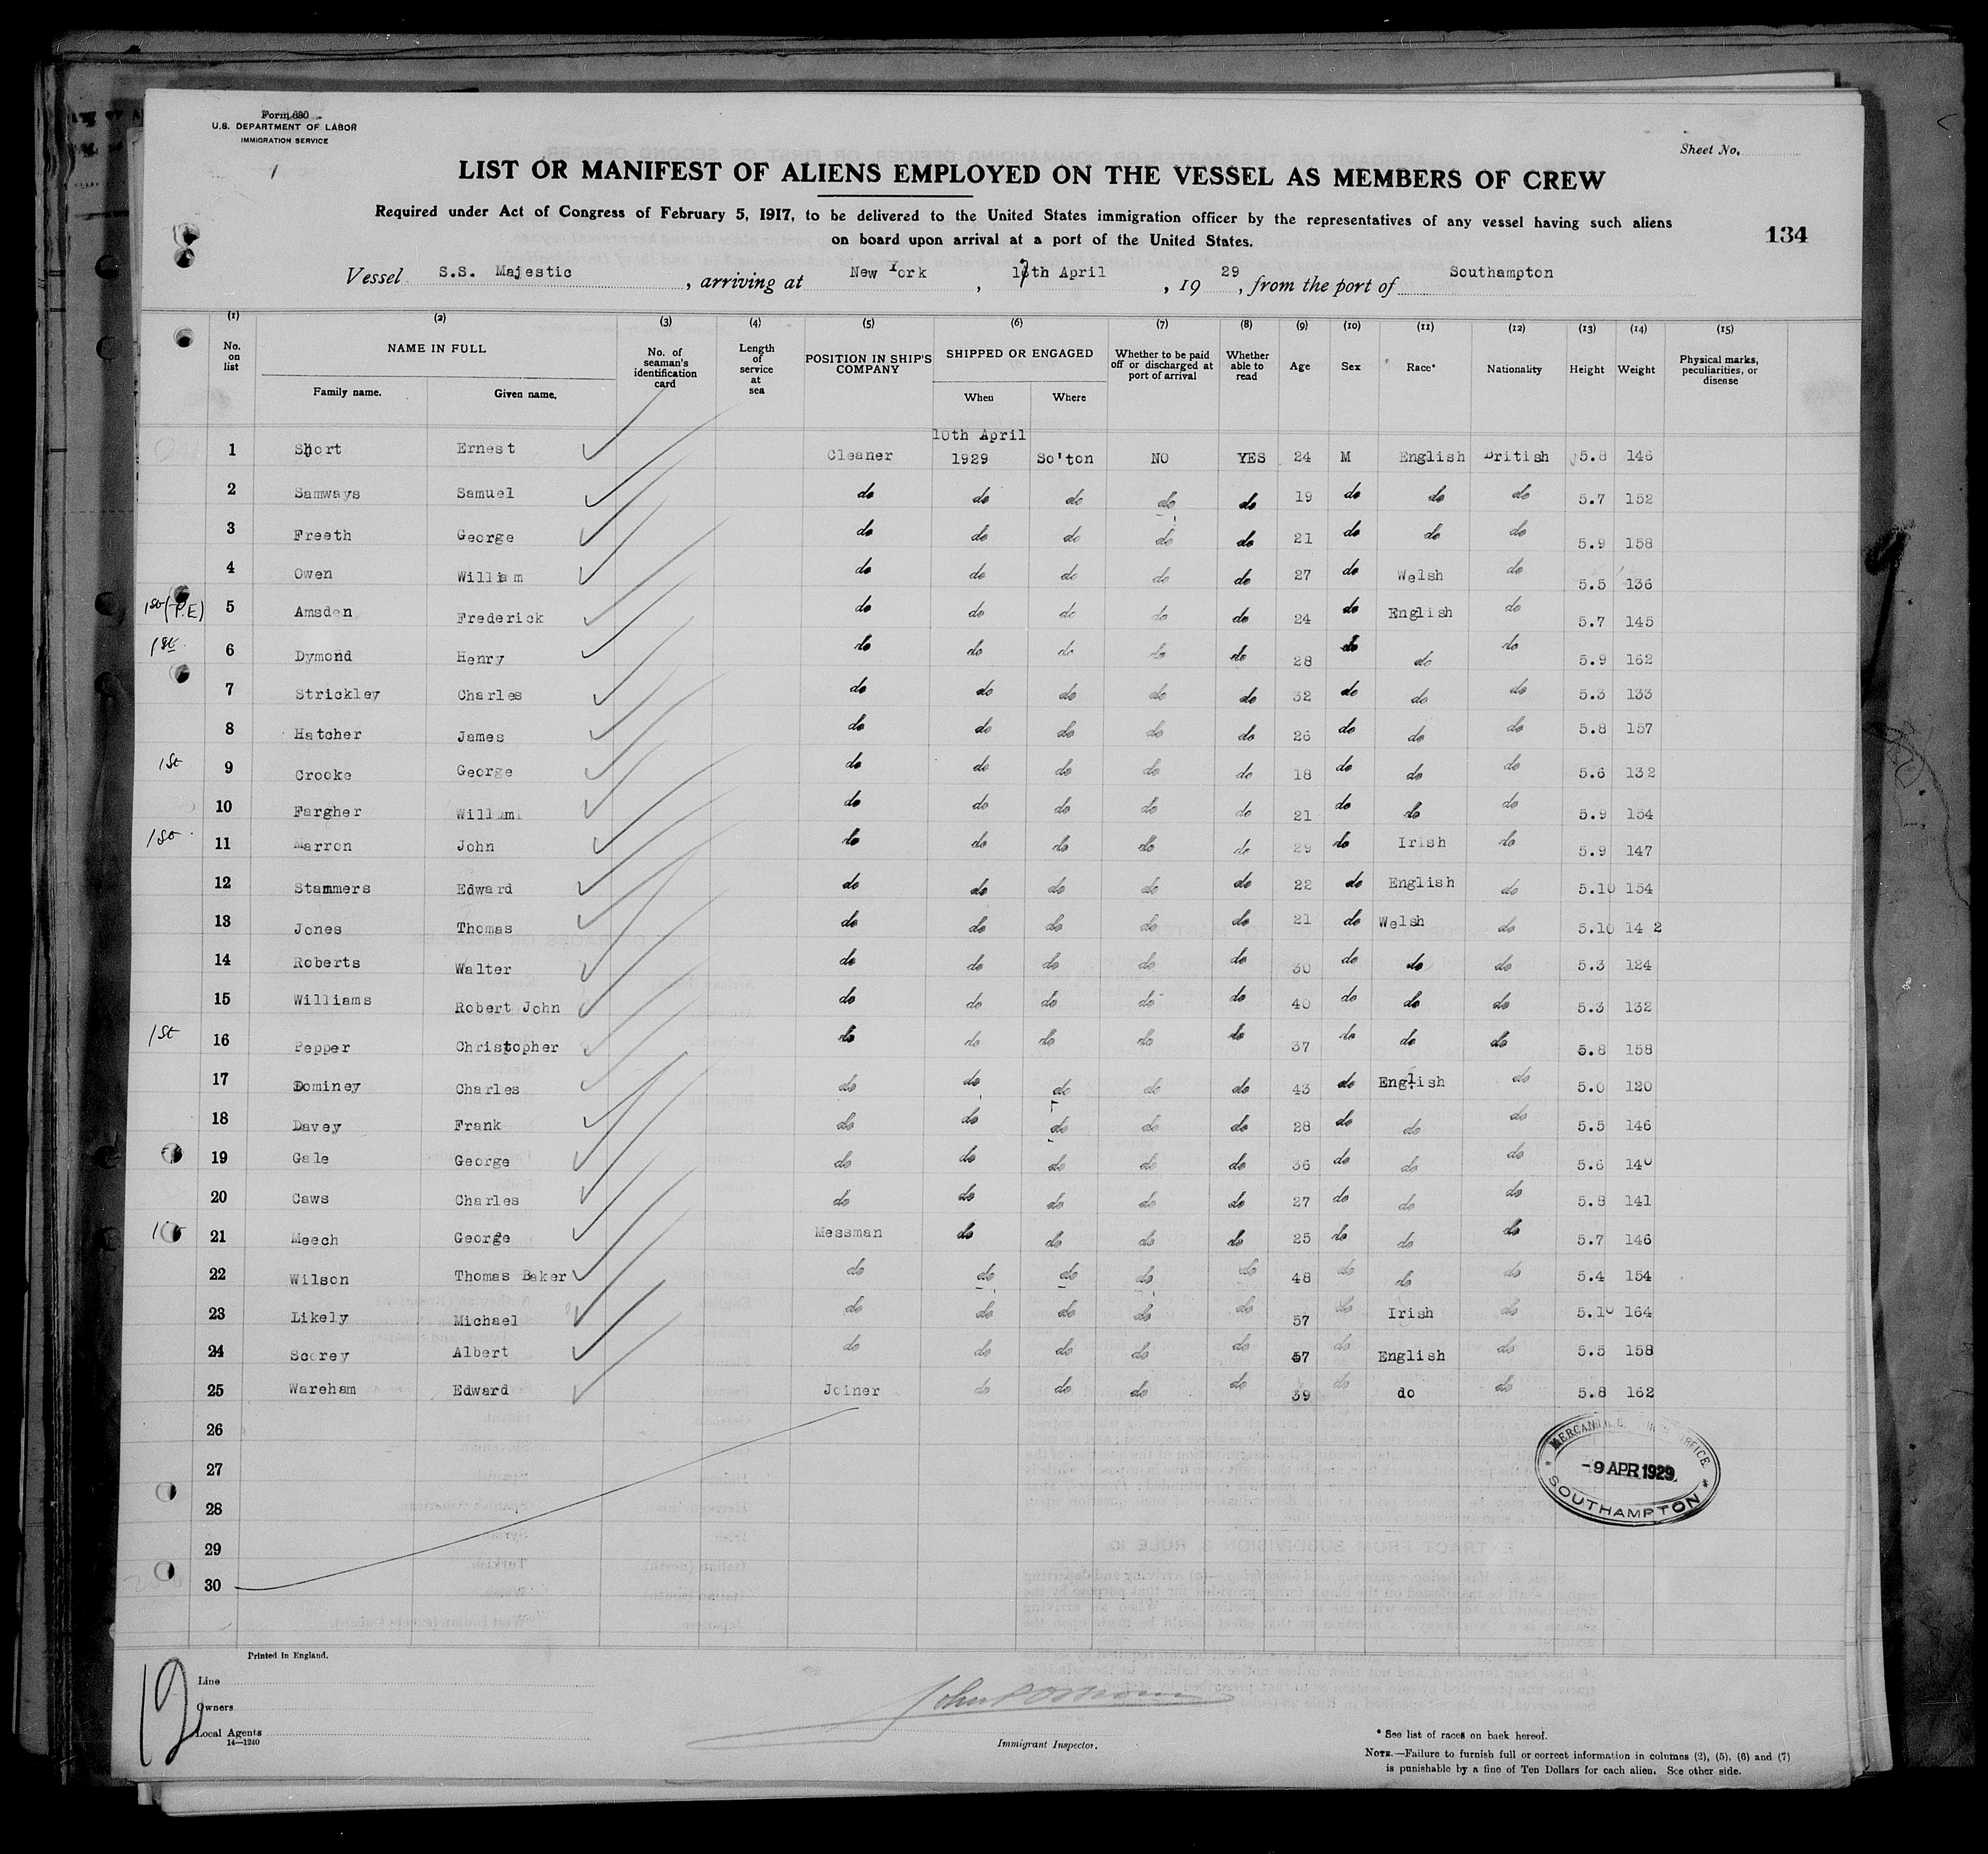 Form 680
U.S. DEPARTMENT OF LABOR
IMMIGRATION SERVICE
Sheet No.
LIST OR MANIFEST OF ALIENS EMPLOYED ON THE VESSEL AS MEMBERS OF CREW
Required under Act of Congress of February 5, 1917, to be delivered to the United States immigration officer by the representatives of any vessel having such aliens
on board upon arrival at a port of the United States.
134
Vessel S.S. Majestic, arriving at New York, th April, 1929, from the port of Southampton
(1) (2) (3) (4) (5) (6) (7) (8) (9) (10) (11) (12) (13) (14) (15)
No. on list NAME IN FULL Family name. Given name. No. of seaman's identification card Length of service at sea POSITION IN SHIP'S COMPANY SHIPPED OR ENGAGED When Where Whether to be paid off or discharged at port of arrival Whether able to read Age Sex Race* Nationality Height Weight Physical marks, peculiarities, or disease
1 Short Ernest Cleaner 10th April 1929 So'ton NO YES 24 M English British 5.8 146
2 Samways Samuel do do do do do 19 do do do 5.7 152
3 Freeth George do do do do do 21 do do do 5.9 158
4 Owen William do do do do do 27 do Welsh do 5.5 136
1st (P.E) 5 Amsden Frederick do do do do do 24 do English do 5.7 145
1st. 6 Dymond Henry do do do do do 28 do do do 5.9 162
7 Strickley Charles do do do do do 32 do do do 5.3 133
8 Hatcher James do do do do do 26 do do do 5.8 157
1st 9 Crooke George do do do do do 18 do do do 5.6 132
10 Fargher William do do do do do 21 do do do 5.9 154
1st 11 Marron John do do do do do 29 do Irish do 5.9 147
12 Stammers Edward do do do do do 22 do English do 5.10 154
13 Jones Thomas do do do do do 21 do Welsh do 5.10 142
14 Roberts Walter do do do do do 30 do do do 5.3 124
15 Williams Robert John do do do do do 40 do do do 5.3 132
1st 16 Pepper Christopher do do do do do 37 do do do 5.8 158
17 Dominey Charles do do do do do 43 do English do 5.0 120
18 Davey Frank do do do do do 28 do do do 5.5 146
19 Gale George do do do do do 36 do do do 5.6 140
20 Caws Charles do do do do do 27 do do do 5.8 141
21 Meech George Messman do do do do 25 do do do 5.7 146
22 Wilson Thomas Baker do do do do do 48 do do do 5.4 154
23 Likely Michael do do do do do 57 do Irish do 5.10 164
24 Scorey Albert do do do do do 57 do English do 5.5 158
25 Wareham Edward Joiner do do do do 39 do do do 5.8 162
26
27
28
29
30
MERCANTILE OFFICE.
-9 APR 1929
* SOUTHAMPTON *
Printed in England.
Line
Owners
Local Agents
14—1240
19
Immigrant Inspector.
* See list of races on back hereof.
NOTE.—Failure to furnish full or correct information in columns (2), (5), (6) and (7)
is punishable by a fine of Ten Dollars for each alien. See other side.